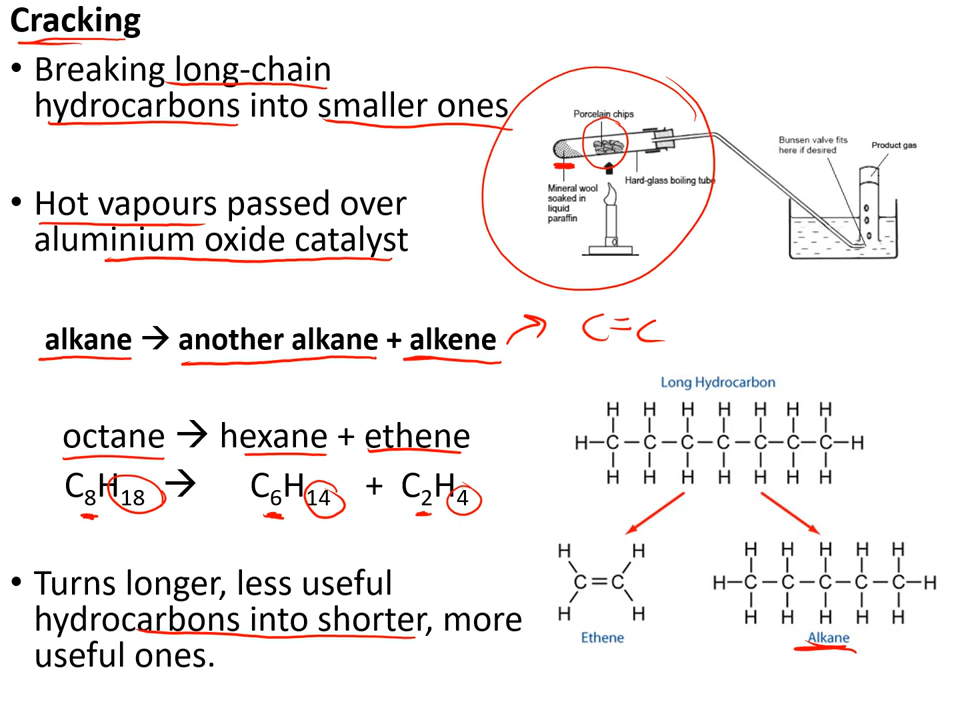 Cracking
• Breaking long-chain
hydrocarbons into smaller ones
Porcelain chips
Bunsen valve fits
here if desired
Product gas
Hard-glass boiling tube
Mineral wool
soaked in
liquid
paraffin
• Hot vapours passed over
aluminium oxide catalyst
alkane → another alkane + alkene
C=C
octane → hexane + ethene
C₈H₁₈ → C₆H₁₄ + C₂H₄
Long Hydrocarbon
H H H H H H H
H–C–C–C–C–C–C–C–H
H H H H H H H
H H
C=C
H H
Ethene
H H H H H
H–C–C–C–C–C–H
H H H H H
Alkane
• Turns longer, less useful
hydrocarbons into shorter, more
useful ones.